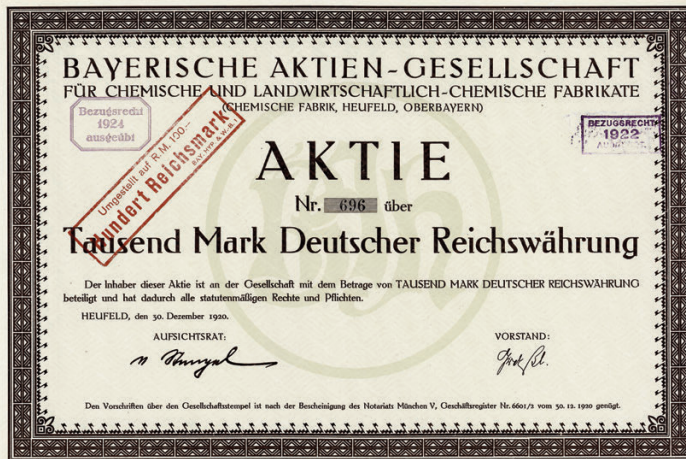 BAYERISCHE AKTIEN-GESELLSCHAFT
FÜR CHEMISCHE UND LANDWIRTSCHAFTLICH-CHEMISCHE FABRIKATE
(CHEMISCHE FABRIK, HEUFELD, OBERBAYERN)
Bezugsrecht
1924
ausgeübt
Umgestellt auf R.M. 100.-
Hundert Reichsmark
BAY. HYP. & W.-B.
BEZUGSRECHT
1922
AKTIE
Nr. 696 über
Tausend Mark Deutscher Reichswährung
Der Inhaber dieser Aktie ist an der Gesellschaft mit dem Betrage von TAUSEND MARK DEUTSCHER REICHSWÄHRUNG
beteiligt und hat dadurch alle statutenmäßigen Rechte und Pflichten.
HEUFELD, den 30. Dezember 1920.
AUFSICHTSRAT:
VORSTAND:
Den Vorschriften über den Gesellschaftsstempel ist nach der Bescheinigung des Notariats München V, Geschäftsregister Nr. 6601/2 vom 30. 12. 1920 genügt.